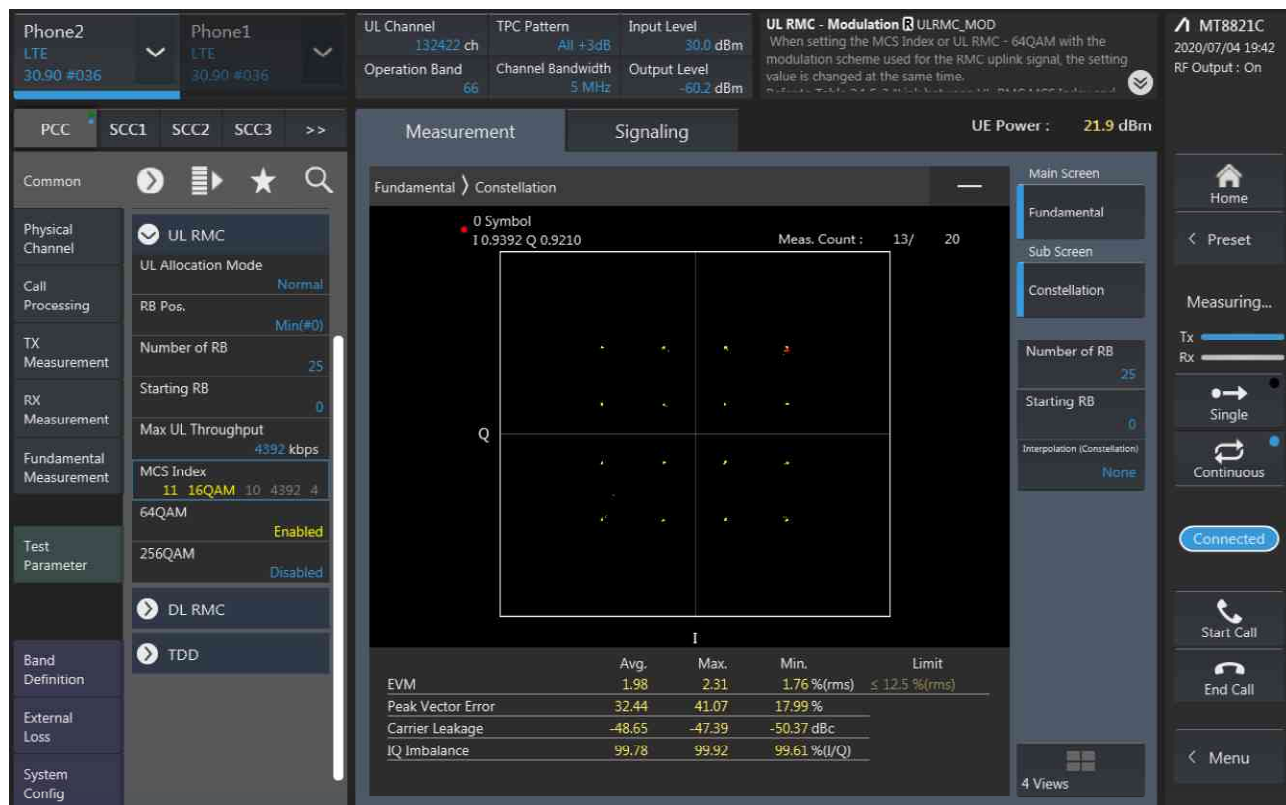 Phone2
LTE
30.90 #036
Phone1
LTE
30.90 #036
UL Channel
132422 ch
Operation Band
66
TPC Pattern
All +3dB
Channel Bandwidth
5 MHz
Input Level
30.0 dBm
Output Level
-60.2 dBm
UL RMC - Modulation R ULRMC_MOD
When setting the MCS Index or UL RMC - 64QAM with the
modulation scheme used for the RMC uplink signal, the setting
value is changed at the same time.
MT8821C
2020/07/04 19:42
RF Output : On
PCC
SCC1
SCC2
SCC3
>>
Measurement
Signaling
UE Power : 21.9 dBm
Common
Physical
Channel
Call
Processing
TX
Measurement
RX
Measurement
Fundamental
Measurement
Test
Parameter
Band
Definition
External
Loss
System
Config
UL RMC
UL Allocation Mode
Normal
RB Pos.
Min(#0)
Number of RB
25
Starting RB
0
Max UL Throughput
4392 kbps
MCS Index
11 16QAM 10 4392 4
64QAM
Enabled
256QAM
Disabled
DL RMC
TDD
Fundamental 〉 Constellation
0 Symbol
I 0.9392 Q 0.9210
Meas. Count : 13/ 20
Q
I
Avg. Max. Min. Limit
EVM 1.98 2.31 1.76 %(rms) ≤ 12.5 %(rms)
Peak Vector Error 32.44 41.07 17.99 %
Carrier Leakage -48.65 -47.39 -50.37 dBc
IQ Imbalance 99.78 99.92 99.61 %(I/Q)
Main Screen
Fundamental
Sub Screen
Constellation
Number of RB
25
Starting RB
0
Interpolation (Constellation)
None
4 Views
Home
< Preset
Measuring...
Tx
Rx
Single
Continuous
Connected
Start Call
End Call
< Menu